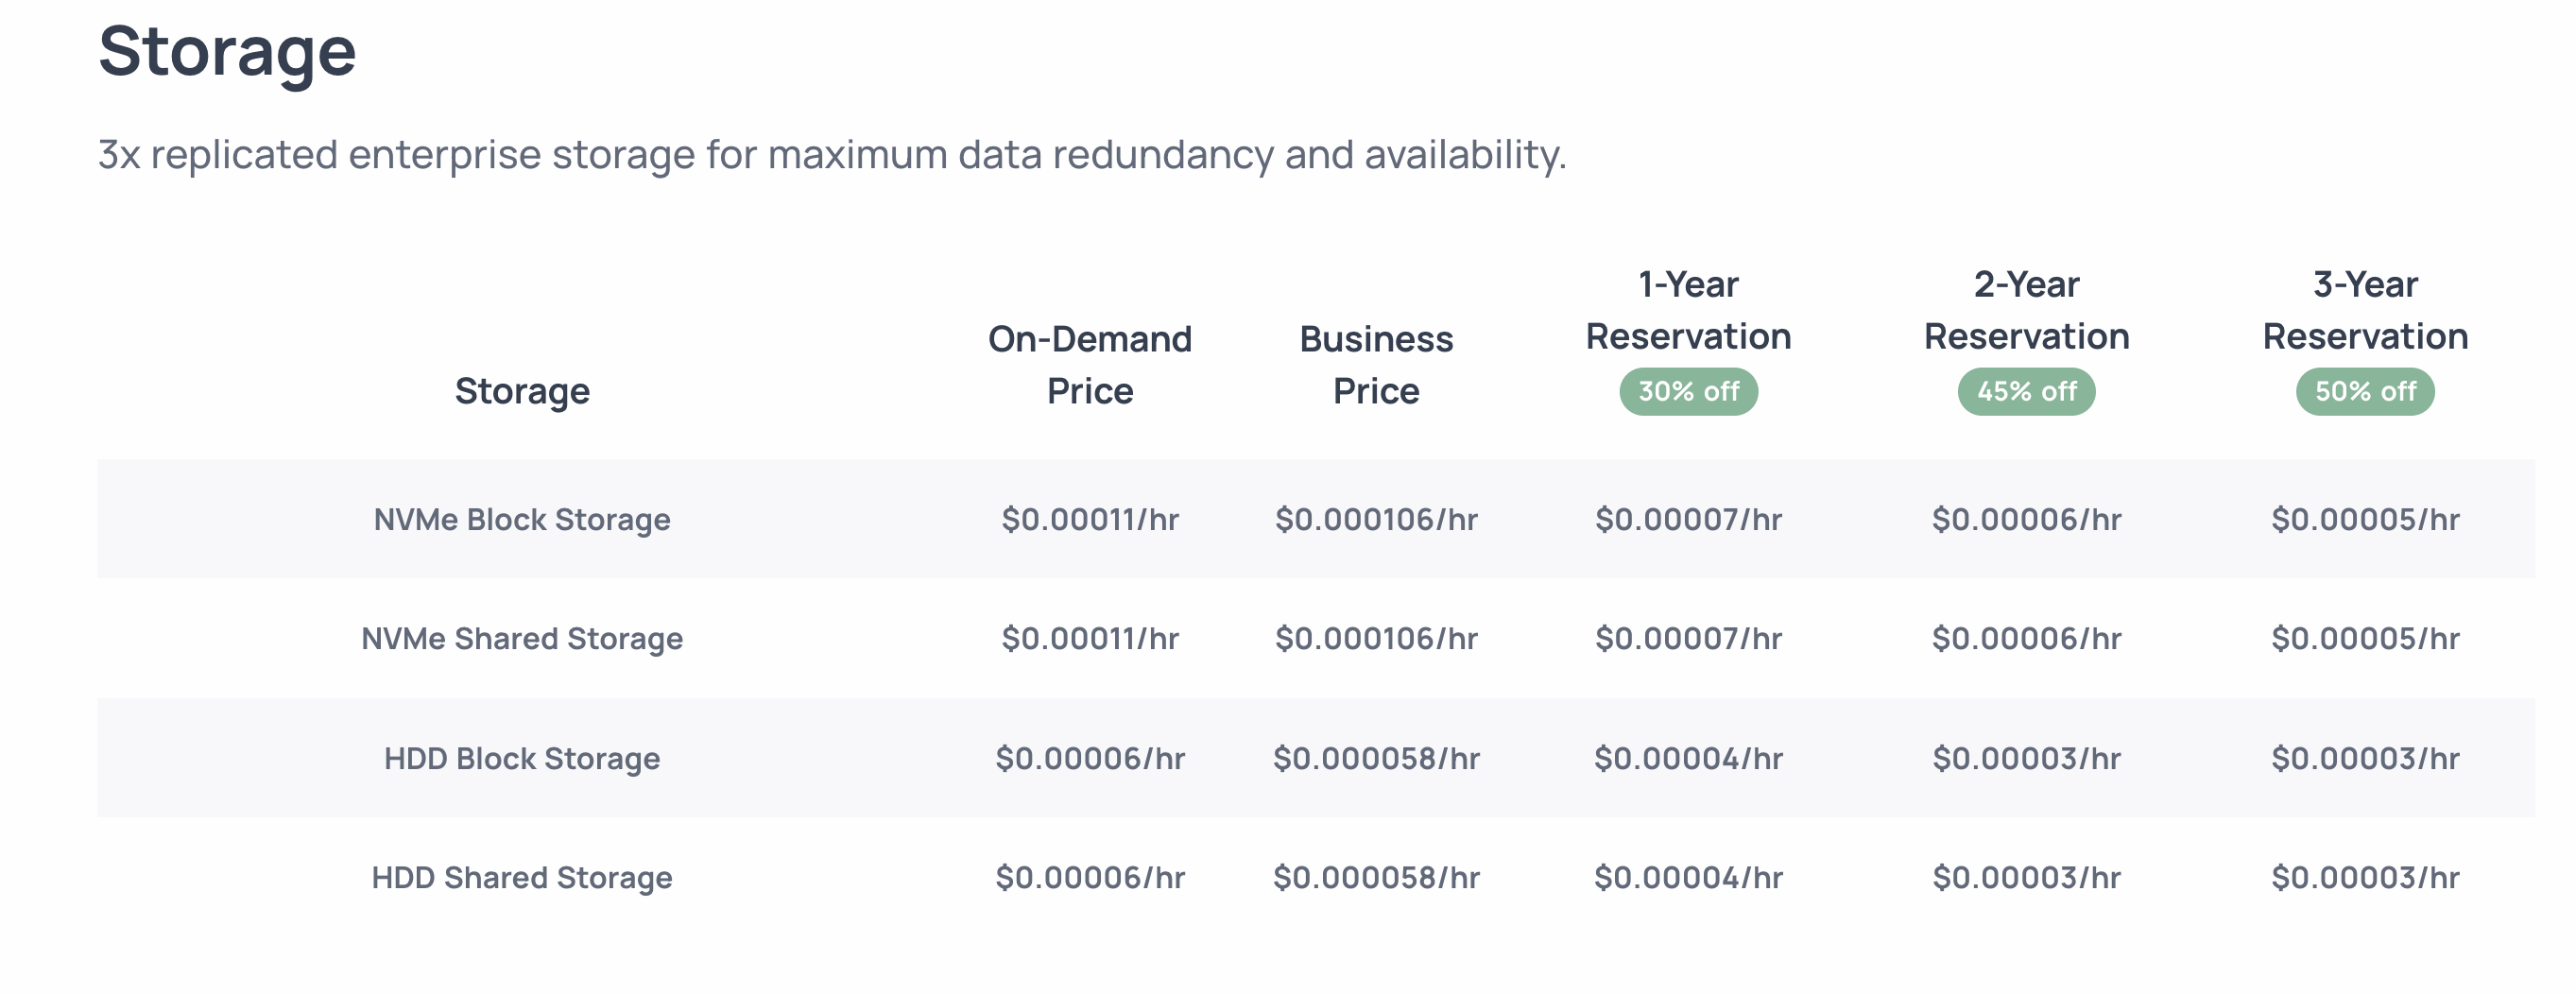 Storage
3x replicated enterprise storage for maximum data redundancy and availability.
Storage
On-Demand
Price
Business
Price
1-Year
Reservation
30% off
2-Year
Reservation
45% off
3-Year
Reservation
50% off
NVMe Block Storage $0.00011/hr $0.000106/hr $0.00007/hr $0.00006/hr $0.00005/hr
NVMe Shared Storage $0.00011/hr $0.000106/hr $0.00007/hr $0.00006/hr $0.00005/hr
HDD Block Storage $0.00006/hr $0.000058/hr $0.00004/hr $0.00003/hr $0.00003/hr
HDD Shared Storage $0.00006/hr $0.000058/hr $0.00004/hr $0.00003/hr $0.00003/hr